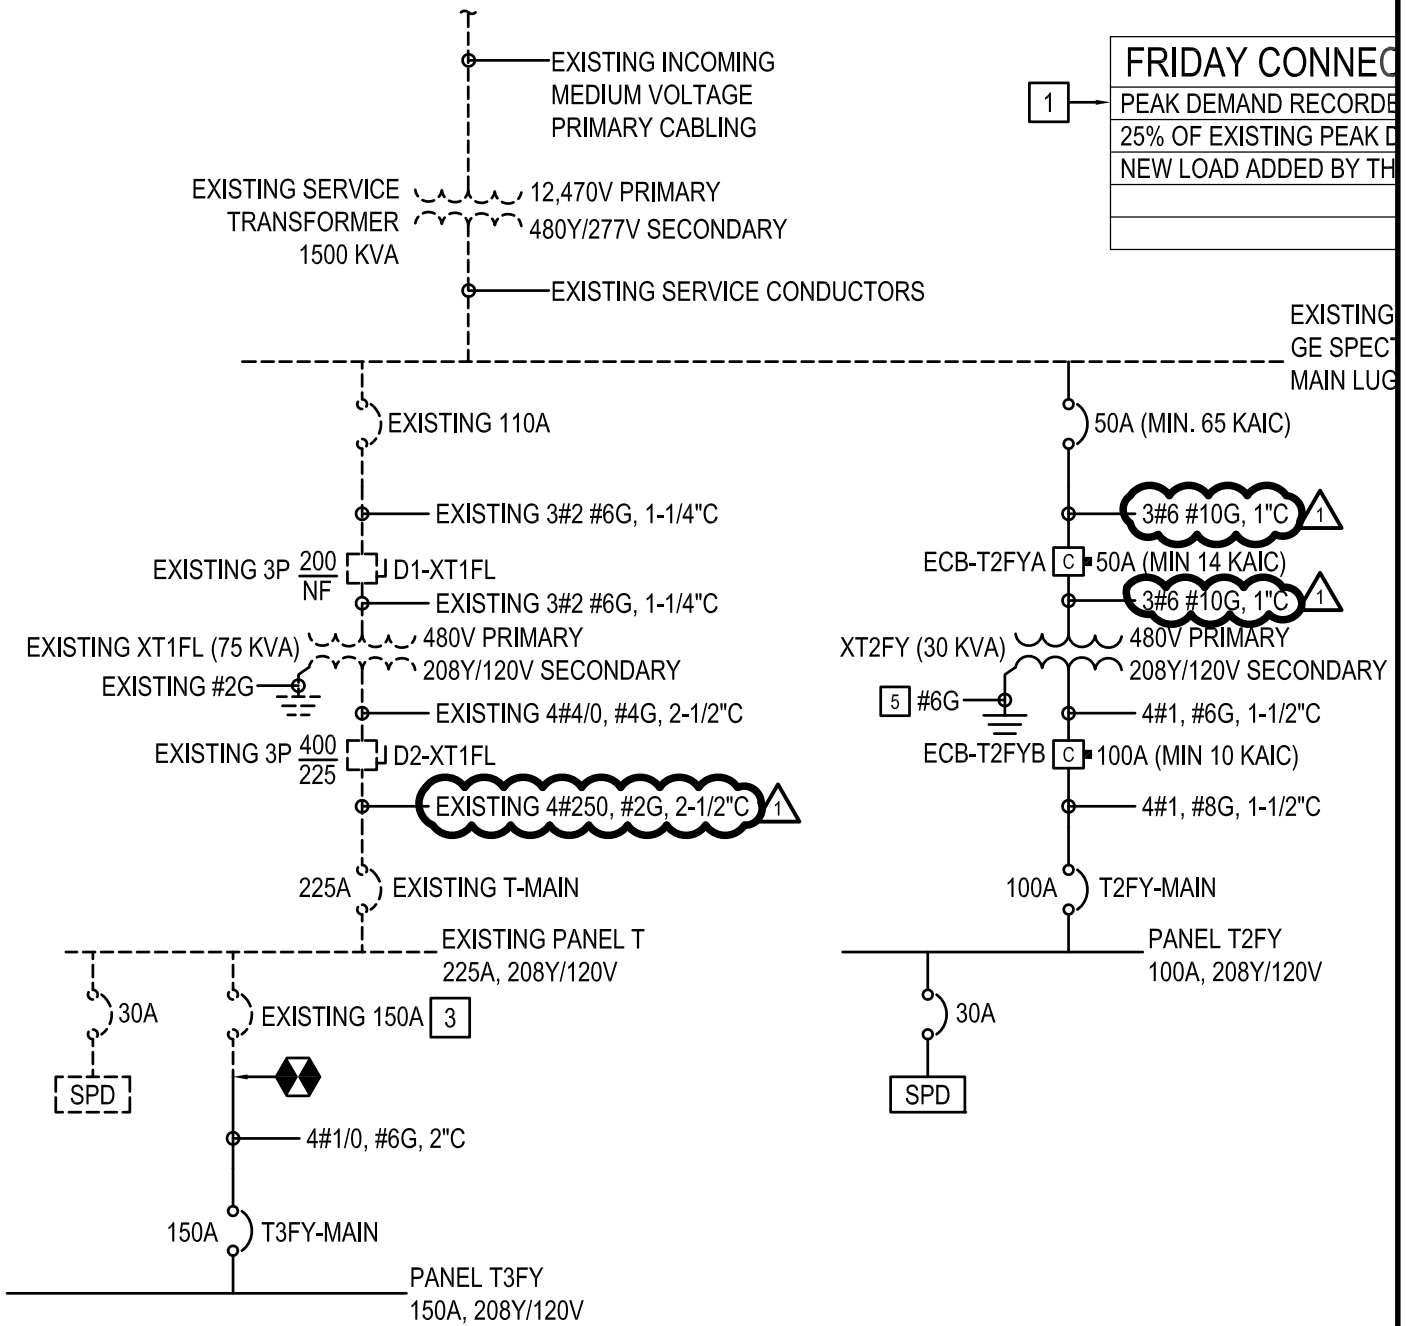 EXISTING INCOMING
MEDIUM VOLTAGE
PRIMARY CABLING
1
FRIDAY CONNEC
PEAK DEMAND RECORDE
25% OF EXISTING PEAK D
NEW LOAD ADDED BY TH
EXISTING SERVICE
TRANSFORMER
1500 KVA
12,470V PRIMARY
480Y/277V SECONDARY
EXISTING SERVICE CONDUCTORS
EXISTING
GE SPECT
MAIN LUG
EXISTING 110A
EXISTING 3#2 #6G, 1-1/4"C
EXISTING 3P 200
NF
D1-XT1FL
EXISTING 3#2 #6G, 1-1/4"C
EXISTING XT1FL (75 KVA)
480V PRIMARY
208Y/120V SECONDARY
EXISTING #2G
EXISTING 4#4/0, #4G, 2-1/2"C
EXISTING 3P 400
225
D2-XT1FL
EXISTING 4#250, #2G, 2-1/2"C
1
225A
EXISTING T-MAIN
EXISTING PANEL T
225A, 208Y/120V
30A
SPD
EXISTING 150A
3
4#1/0, #6G, 2"C
150A
T3FY-MAIN
PANEL T3FY
150A, 208Y/120V
50A (MIN. 65 KAIC)
3#6 #10G, 1"C
1
ECB-T2FYA
C
50A (MIN 14 KAIC)
3#6 #10G, 1"C
1
XT2FY (30 KVA)
480V PRIMARY
208Y/120V SECONDARY
5
#6G
4#1, #6G, 1-1/2"C
ECB-T2FYB
C
100A (MIN 10 KAIC)
4#1, #8G, 1-1/2"C
100A
T2FY-MAIN
PANEL T2FY
100A, 208Y/120V
30A
SPD